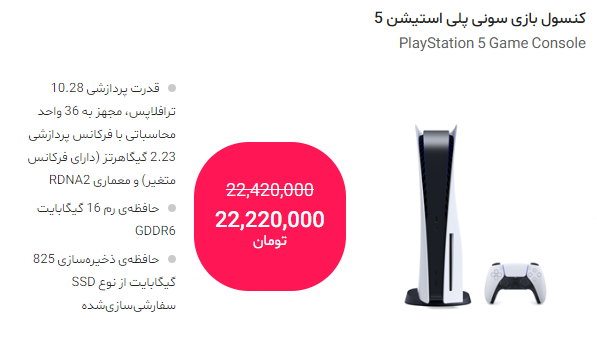 کنسول بازی سونی پلی استیشن 5
PlayStation 5 Game Console
قدرت پردازشی 10.28
ترافلاپس، مجهز به 36 واحد
محاسباتی با فرکانس پردازشی
2.23 گیگاهرتز (دارای فرکانس
متغیر) و معماری RDNA2
حافظه‌ی رم 16 گیگابایت
GDDR6
حافظه‌ی ذخیره‌سازی 825
گیگابایت از نوع SSD
سفارشی‌سازی‌شده
22,420,000
22,220,000
تومان